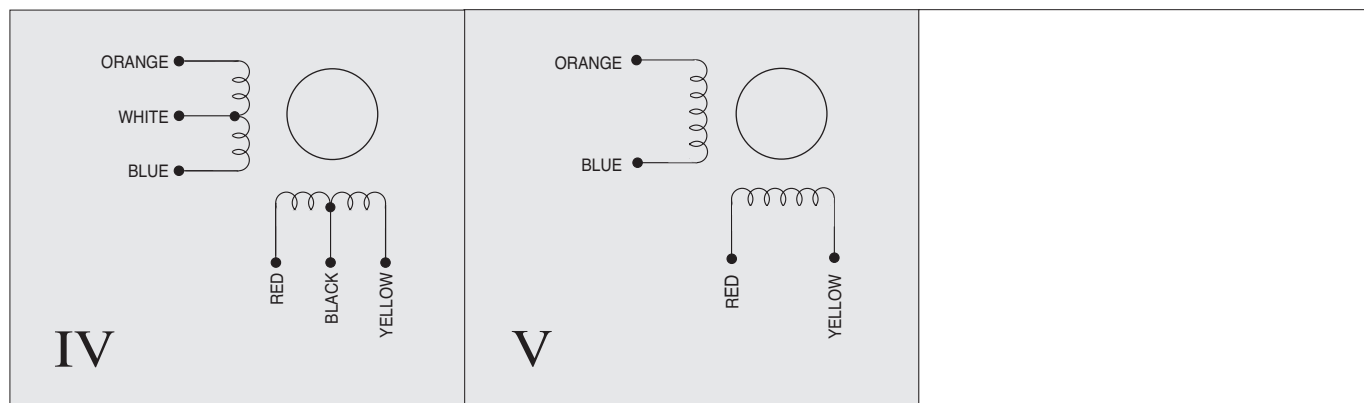 ORANGE
WHITE
BLUE
RED
BLACK
YELLOW
IV
ORANGE
BLUE
RED
YELLOW
V